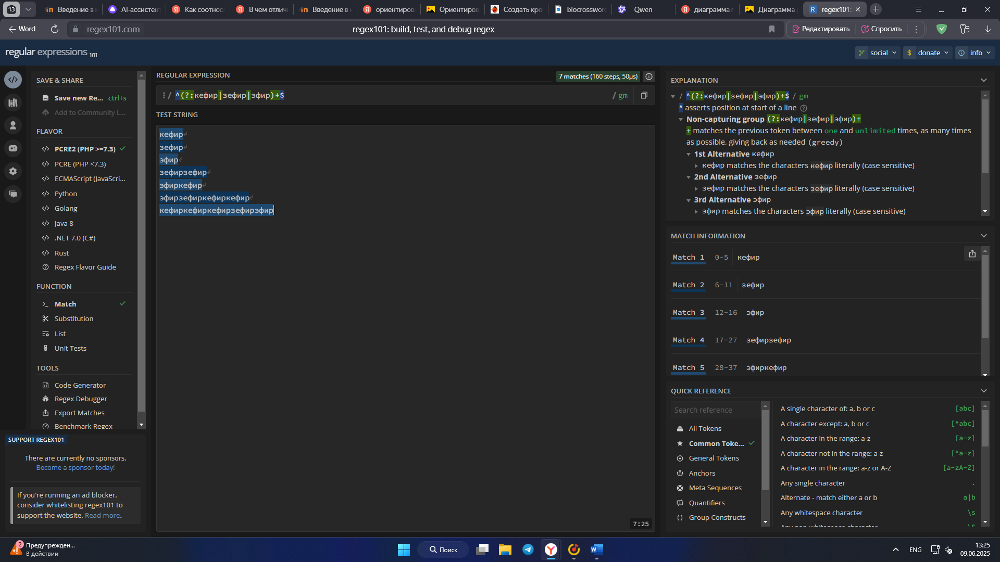 13
Введение в к
AI-ассистент
Как соотнос
В чем отлич
Введение в к
ориентиров
Ориентиров
Создать кро
biocrossword
Qwen
диаграмма п
Диаграмма
regex101:
Word
regex101.com
regex101: build, test, and debug regex
Редактировать
Спросить
regular expressions 101
social
donate
info
SAVE & SHARE
Save new Re... ctrl+s
Add to Community L...
FLAVOR
PCRE2 (PHP >=7.3)
PCRE (PHP <7.3)
ECMAScript (JavaScri...
Python
Golang
Java 8
.NET 7.0 (C#)
Rust
Regex Flavor Guide
FUNCTION
Match
Substitution
List
Unit Tests
TOOLS
Code Generator
Regex Debugger
Export Matches
Benchmark Regex
SUPPORT REGEX101
There are currently no sponsors.
Become a sponsor today!
If you're running an ad blocker,
consider whitelisting regex101 to
support the website. Read more.
REGULAR EXPRESSION
7 matches (160 steps, 50µs)
/ ^(?:кефир|зефир|эфир)+$ / gm
TEST STRING
кефир
зефир
эфир
зефирзефир
эфиркефир
эфирзефиркефиркефир
кефиркефиркефирзефирэфир
7:25
EXPLANATION
/ ^(?:кефир|зефир|эфир)+$ / gm
^ asserts position at start of a line
Non-capturing group (?:кефир|зефир|эфир)+
+ matches the previous token between one and unlimited times, as many times
as possible, giving back as needed (greedy)
1st Alternative кефир
кефир matches the characters кефир literally (case sensitive)
2nd Alternative зефир
зефир matches the characters зефир literally (case sensitive)
3rd Alternative эфир
эфир matches the characters эфир literally (case sensitive)
MATCH INFORMATION
Match 1 0-5 кефир
Match 2 6-11 зефир
Match 3 12-16 эфир
Match 4 17-27 зефирзефир
Match 5 28-37 эфиркефир
QUICK REFERENCE
Search reference
All Tokens
Common Toke...
General Tokens
Anchors
Meta Sequences
Quantifiers
Group Constructs
A single character of: a, b or c [abc]
A character except: a, b or c [^abc]
A character in the range: a-z [a-z]
A character not in the range: a-z [^a-z]
A character in the range: a-z or A-Z [a-zA-Z]
Any single character .
Alternate - match either a or b a|b
Any whitespace character \s
Any non-whitespace character \S
2
Предупрежден...
В действии
Поиск
ENG
13:25
09.06.2025